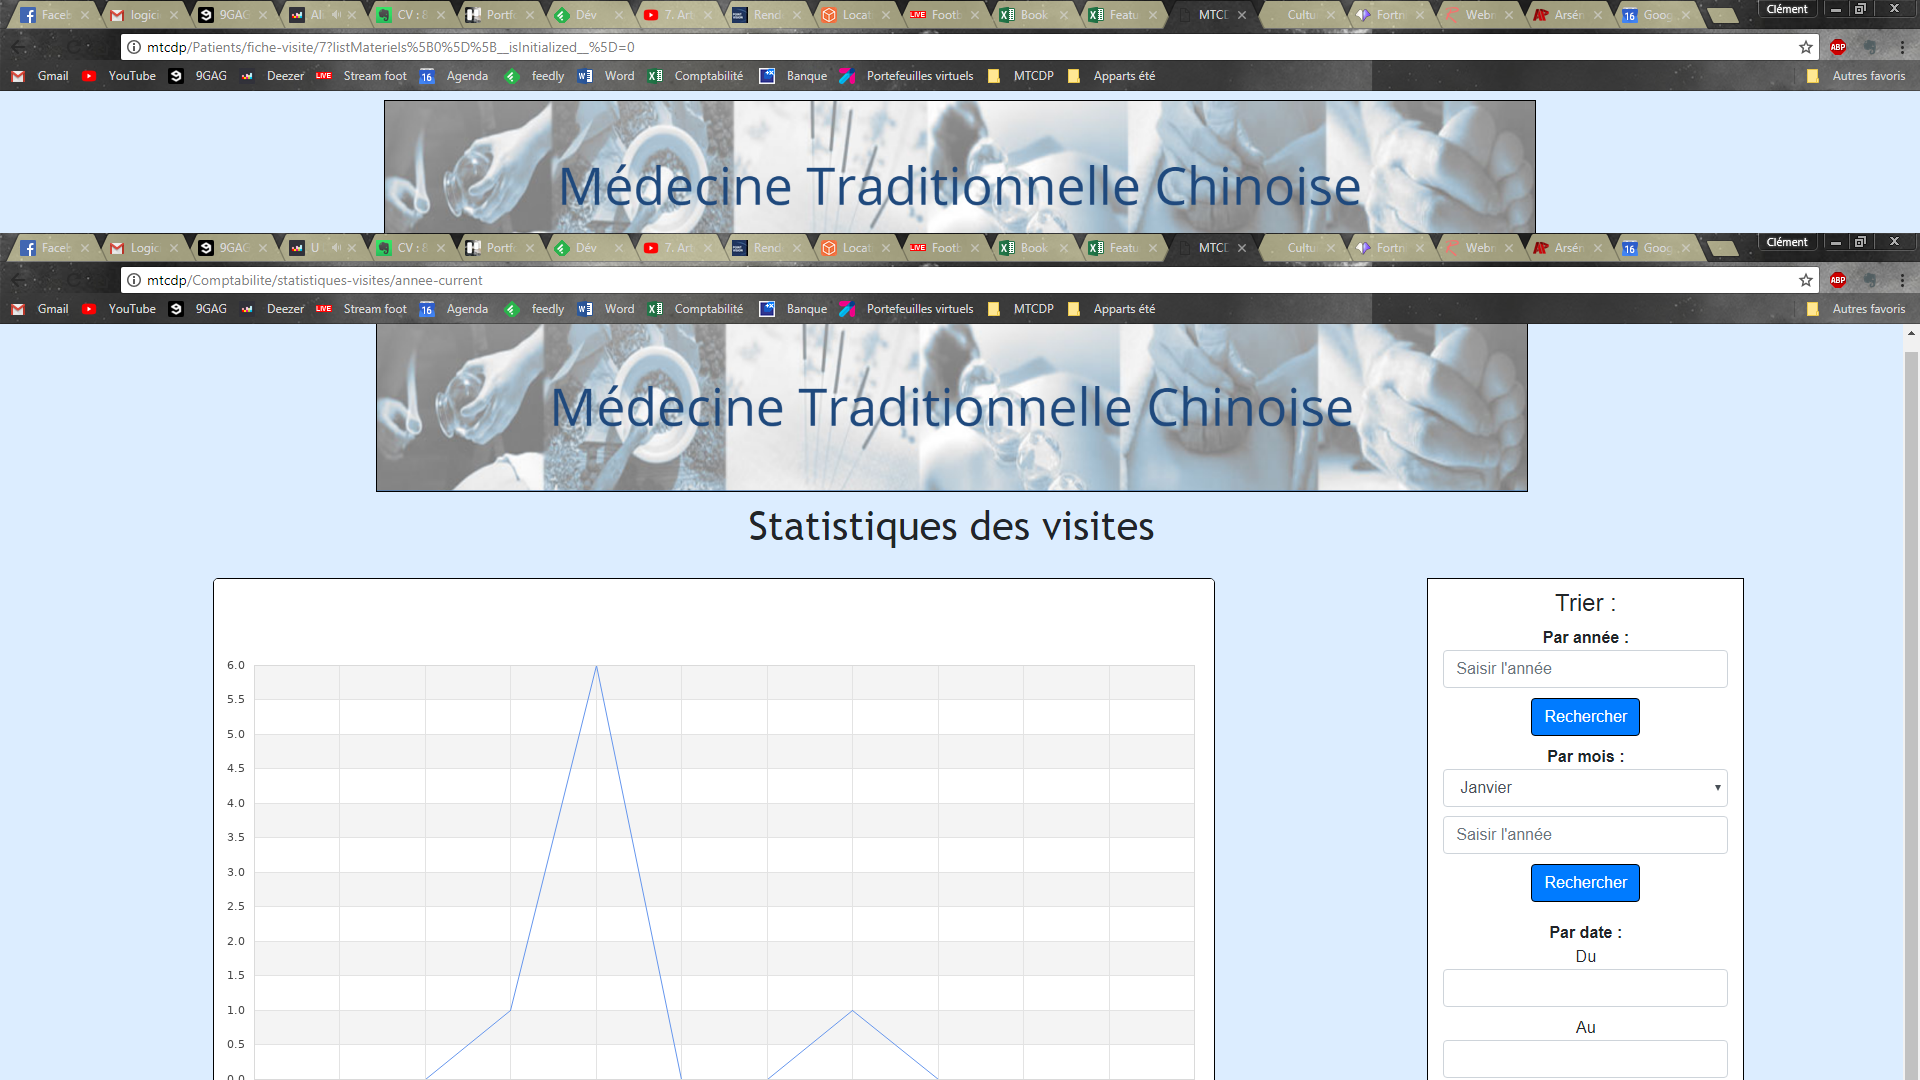 Faceb logici 9GAG Al CV : 8 Portf Dév 7. Art Rend Locat Footb Book Featu MTCD Cultu Fortn Webm Arsén Goog Clément
mtcdp/Patients/fiche-visite/7?listMateriels%5B0%5D%5B__isInitialized__%5D=0
Gmail YouTube 9GAG Deezer Stream foot Agenda feedly Word Comptabilité Banque Portefeuilles virtuels MTCDP Apparts été Autres favoris
Médecine Traditionnelle Chinoise
Faceb Logic 9GAG U CV : 8 Portf Dév 7. Art Rend Locat Footb Book Featu MTCD Cultu Fortn Webm Arsén Goog Clément
mtcdp/Comptabilite/statistiques-visites/annee-current
Gmail YouTube 9GAG Deezer Stream foot Agenda feedly Word Comptabilité Banque Portefeuilles virtuels MTCDP Apparts été Autres favoris
Médecine Traditionnelle Chinoise
Statistiques des visites
6.0
5.5
5.0
4.5
4.0
3.5
3.0
2.5
2.0
1.5
1.0
0.5
0.0
Trier :
Par année :
Saisir l'année
Rechercher
Par mois :
Janvier
Saisir l'année
Rechercher
Par date :
Du
Au